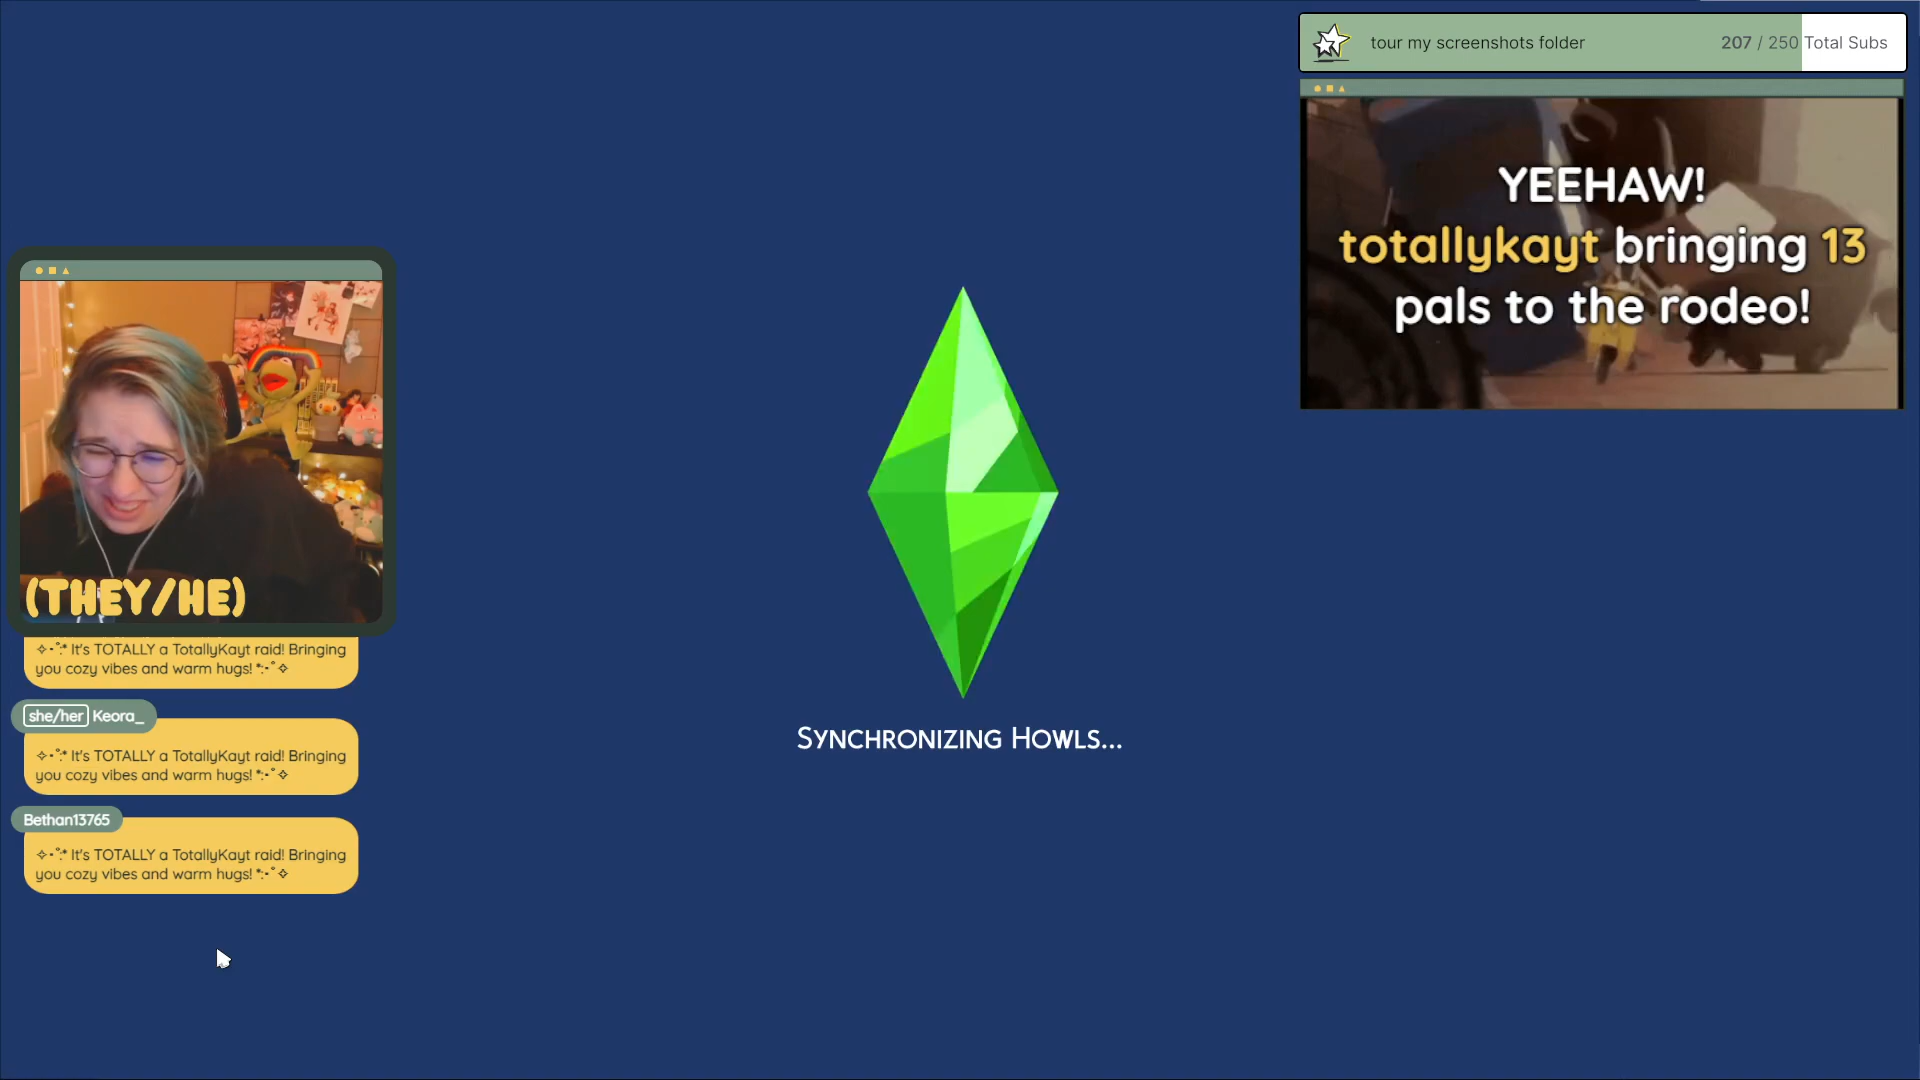 tour my screenshots folder
207 / 250 Total Subs
YEEHAW!
totallykayt bringing 13
pals to the rodeo!
(THEY/HE)
✧･ﾟ:* It's TOTALLY a TotallyKayt raid! Bringing
you cozy vibes and warm hugs! *:･ﾟ✧
she/her Keora_
✧･ﾟ:* It's TOTALLY a TotallyKayt raid! Bringing
you cozy vibes and warm hugs! *:･ﾟ✧
Bethan13765
✧･ﾟ:* It's TOTALLY a TotallyKayt raid! Bringing
you cozy vibes and warm hugs! *:･ﾟ✧
Synchronizing Howls...